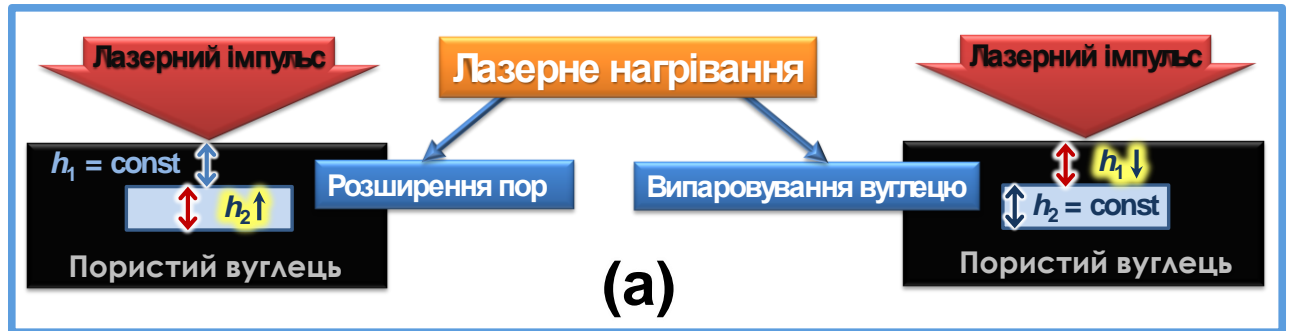 Лазерний імпульс
Лазерне нагрівання
Лазерний імпульс
h₁ = const
Розширення пор
Випаровування вуглецю
h₁↓
h₂↑
h₂ = const
Пористий вуглець
(а)
Пористий вуглець